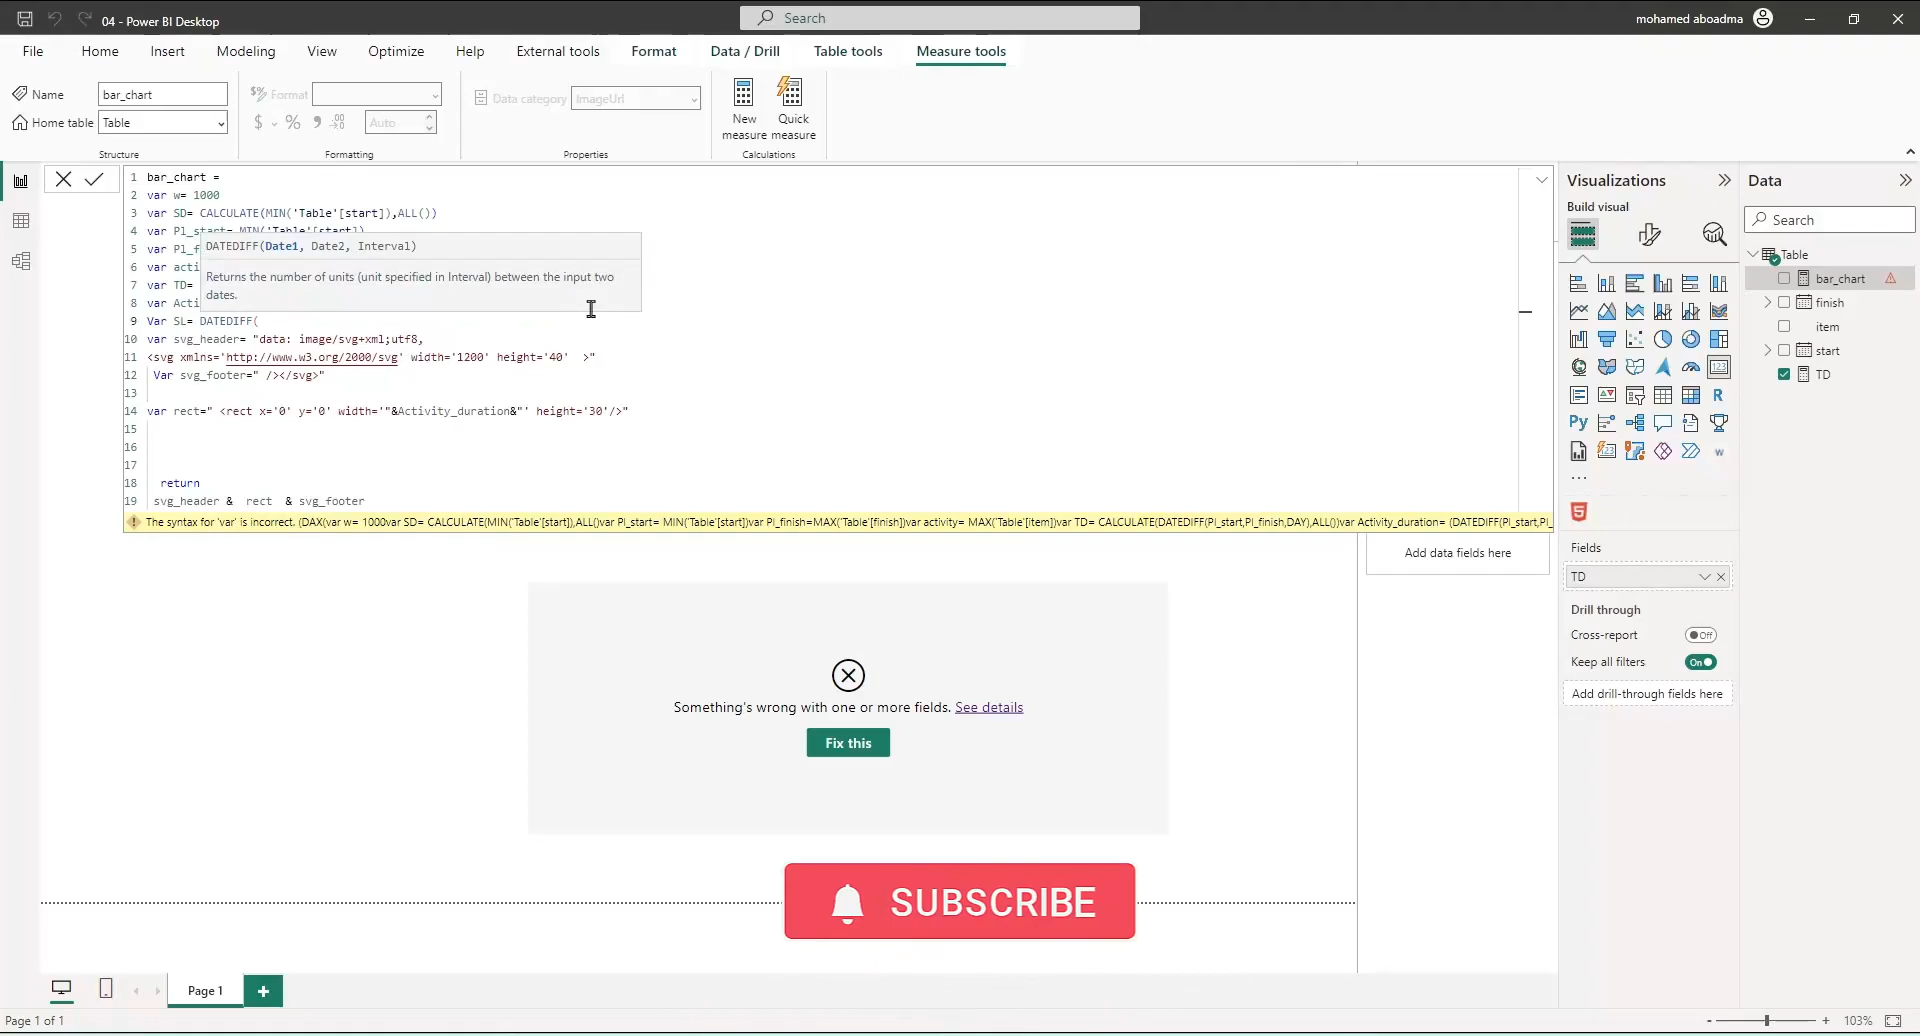 04 - Power BI Desktop
Search
mohamed aboadma
File Home Insert Modeling View Optimize Help External tools Format Data / Drill Table tools Measure tools
Name bar_chart
Home table Table
Structure
Format
$ % 9 .00 Auto
Formatting
Data category ImageUrl
Properties
New measure
Quick measure
Calculations
1 bar_chart =
2 var w= 1000
3 var SD= CALCULATE(MIN('Table'[start]),ALL())
4 var Pl_start= MIN('Table'[start])
5 var Pl_f
6 var acti
7 var TD=
8 var Acti
DATEDIFF(Date1, Date2, Interval)
Returns the number of units (unit specified in Interval) between the input two
dates.
9 Var SL= DATEDIFF(
10 var svg_header= "data: image/svg+xml;utf8,
11 <svg xmlns='http://www.w3.org/2000/svg' width='1200' height='40' >"
12 Var svg_footer=" /></svg>"
13
14 var rect=" <rect x='0' y='0' width='"&Activity_duration&"' height='30'/>"
15
16
17
18 return
19 svg_header & rect & svg_footer
The syntax for 'var' is incorrect. (DAX(var w= 1000var SD= CALCULATE(MIN('Table'[start]),ALL())var Pl_start= MIN('Table'[start])var Pl_finish=MAX('Table'[finish])var activity= MAX('Table'[item])var TD= CALCULATE(DATEDIFF(Pl_start,Pl_finish,DAY),ALL())var Activity_duration= (DATEDIFF(Pl_start,Pl_
Add data fields here
Something's wrong with one or more fields. See details
Fix this
SUBSCRIBE
Visualizations
Build visual
123
R
Py
123
w
...
Fields
TD
Drill through
Cross-report Off
Keep all filters On
Add drill-through fields here
Data
Search
Table
bar_chart
finish
item
start
TD
Page 1
+
Page 1 of 1
- + 103%